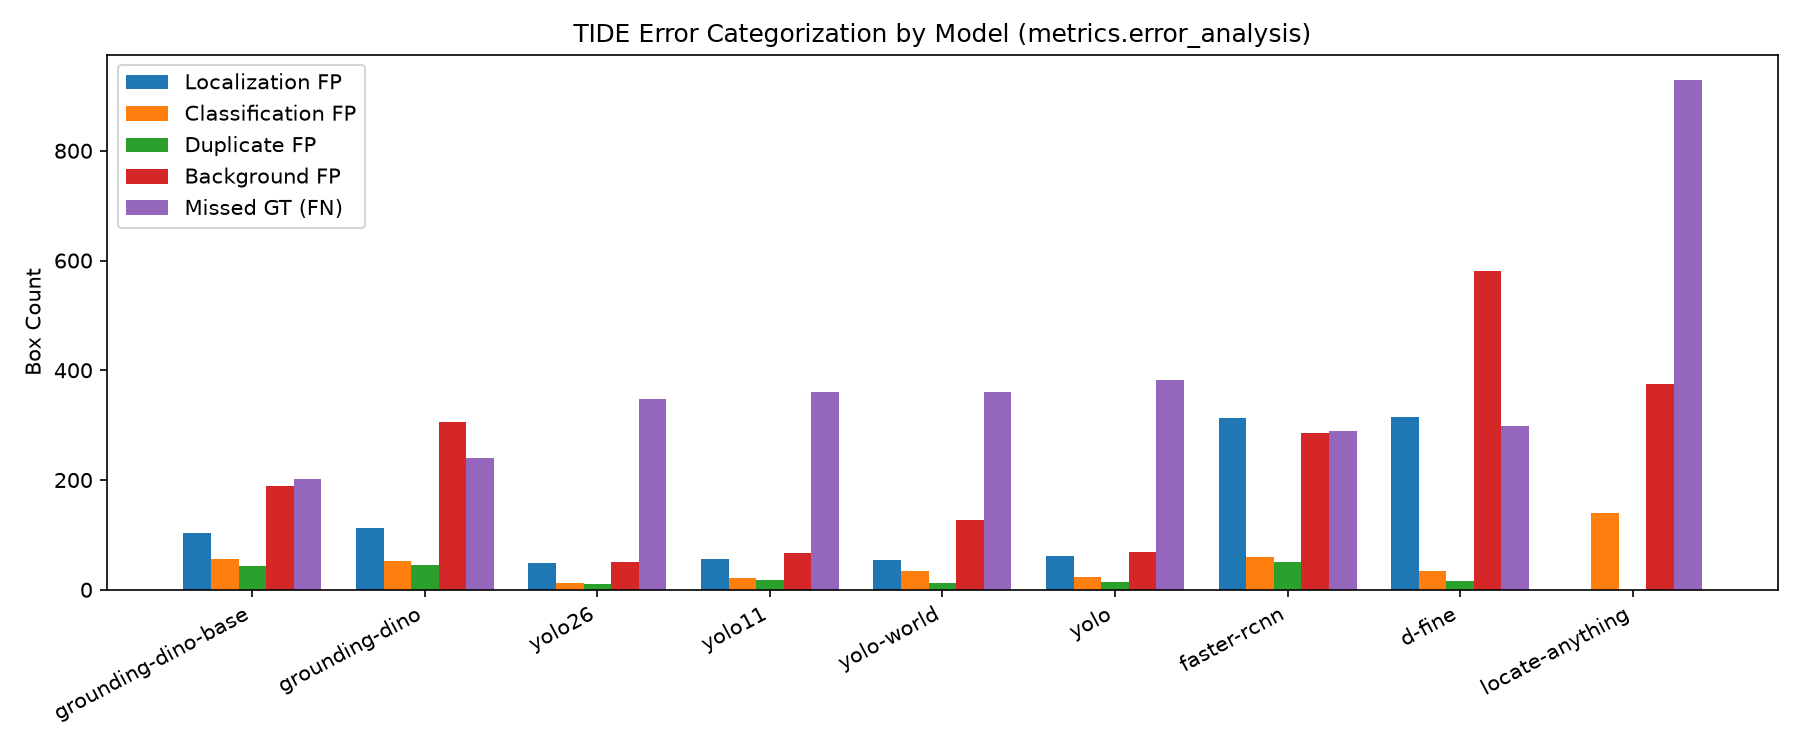 TIDE Error Categorization by Model (metrics.error_analysis)
Localization FP
Classification FP
Duplicate FP
Background FP
Missed GT (FN)
Box Count
800
600
400
200
0
grounding-dino-base
grounding-dino
yolo26
yolo11
yolo-world
yolo
faster-rcnn
d-fine
locate-anything